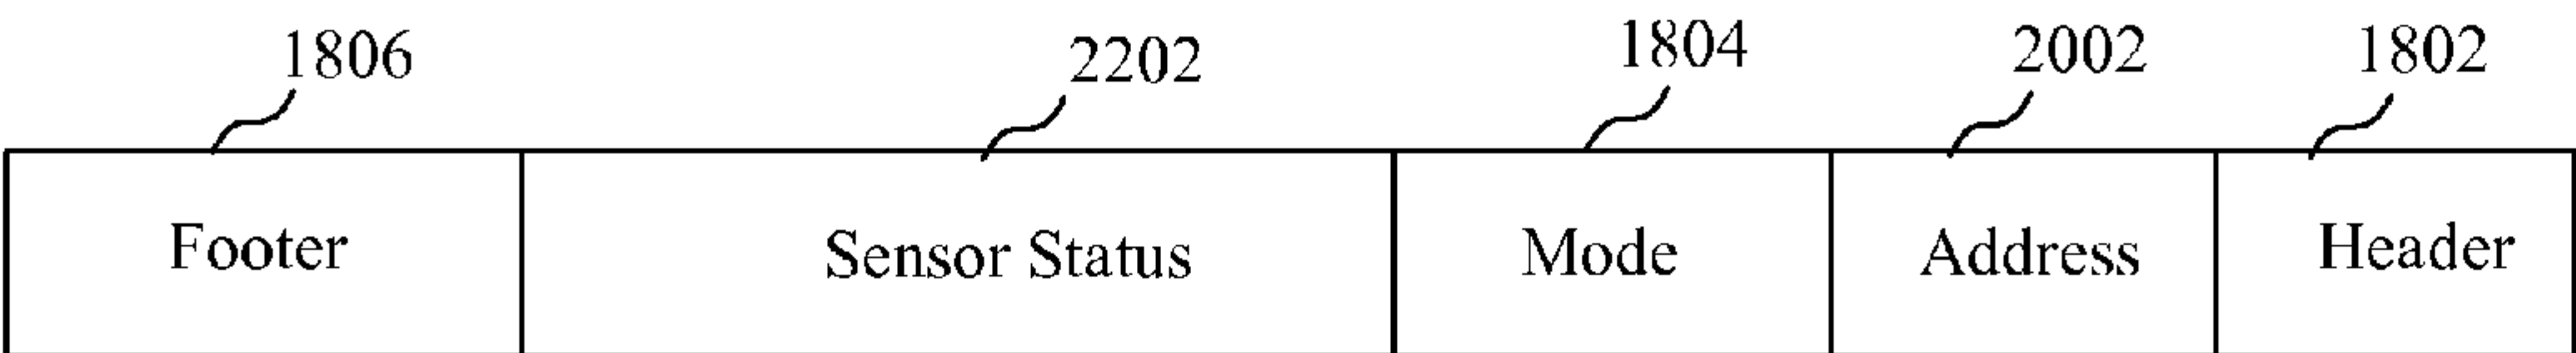 1806 2202 1804 2002 1802
Footer Sensor Status Mode Address Header